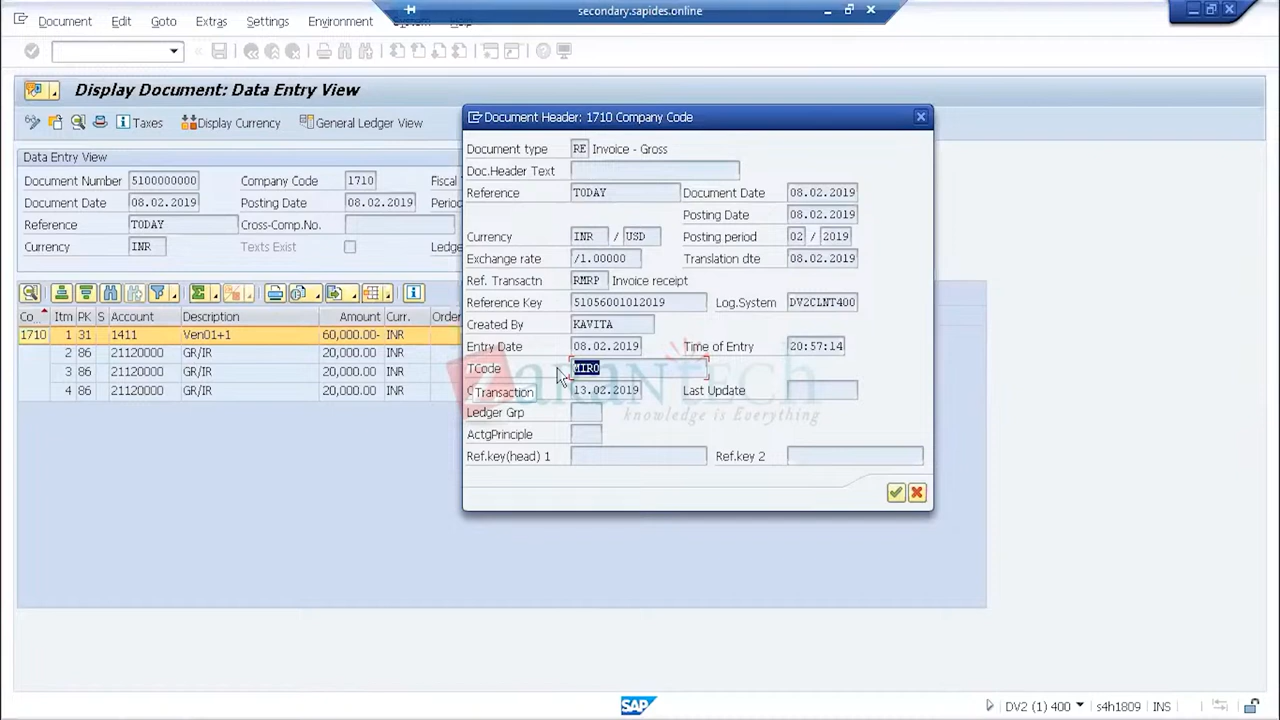 secondary.sapides.online
Document Edit Goto Extras Settings Environment
Display Document: Data Entry View
Taxes Display Currency General Ledger View
Data Entry View
Document Number 5100000000 Company Code 1710 Fiscal
Document Date 08.02.2019 Posting Date 08.02.2019 Period
Reference TODAY Cross-Comp.No.
Currency INR Texts Exist Ledger
Co... Itm PK S Account Description Amount Curr. Order
1710 1 31 1411 Ven01+1 60,000.00- INR
2 86 21120000 GR/IR 20,000.00 INR
3 86 21120000 GR/IR 20,000.00 INR
4 86 21120000 GR/IR 20,000.00 INR
Document Header: 1710 Company Code
Document type RE Invoice - Gross
Doc.Header Text
Reference TODAY Document Date 08.02.2019
Posting Date 08.02.2019
Currency INR / USD Posting period 02 / 2019
Exchange rate /1.00000 Translation dte 08.02.2019
Ref. Transactn RMRP Invoice receipt
Reference Key 51056001012019 Log.System DV2CLNT400
Created By KAVITA
Entry Date 08.02.2019 Time of Entry 20:57:14
TCode MIRO
Transaction 13.02.2019 Last Update
Ledger Grp
ActgPrinciple
Ref.key(head) 1 Ref.key 2
ZaranTech
knowledge is Everything
SAP DV2 (1) 400 s4h1809 INS